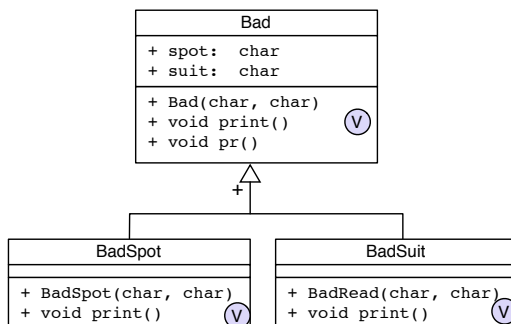 Bad
+ spot: char
+ suit: char
+ Bad(char, char)
+ void print()
V
+ void pr()
+
BadSpot
+ BadSpot(char, char)
+ void print()
V
BadSuit
+ BadRead(char, char)
+ void print()
V